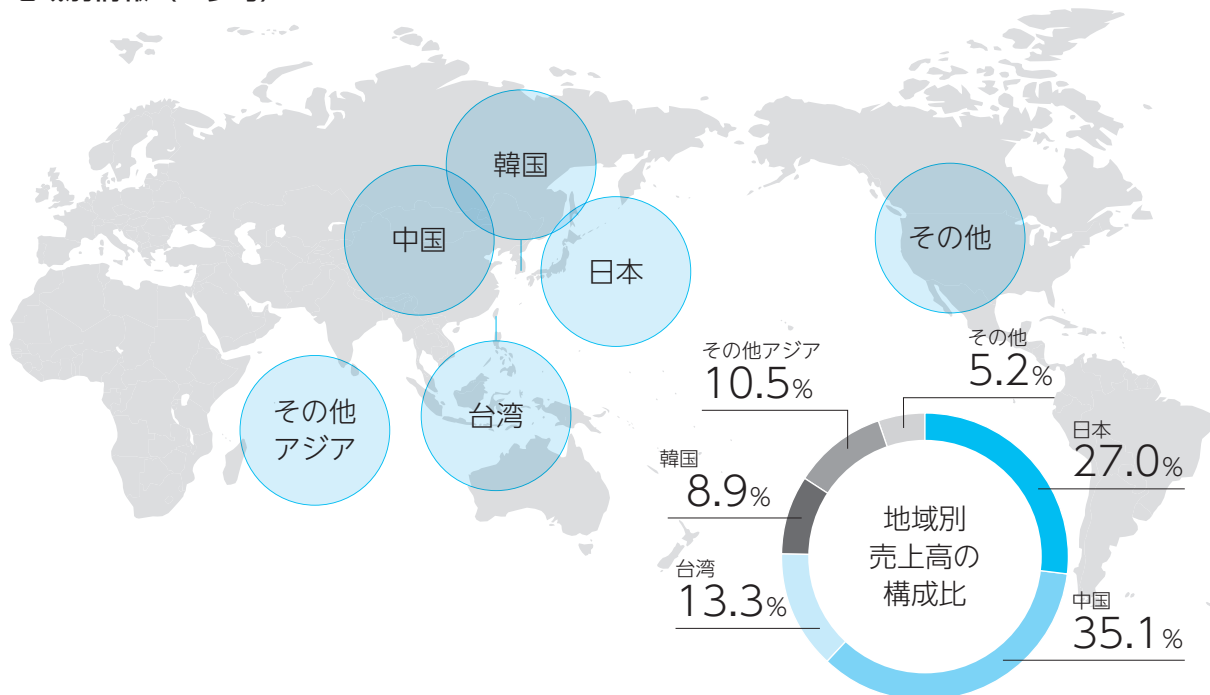 韓国
中国
日本
その他
その他
アジア
台湾
その他アジア
10.5%
その他
5.2%
日本
27.0%
韓国
8.9%
台湾
13.3%
中国
35.1%
地域別
売上高の
構成比